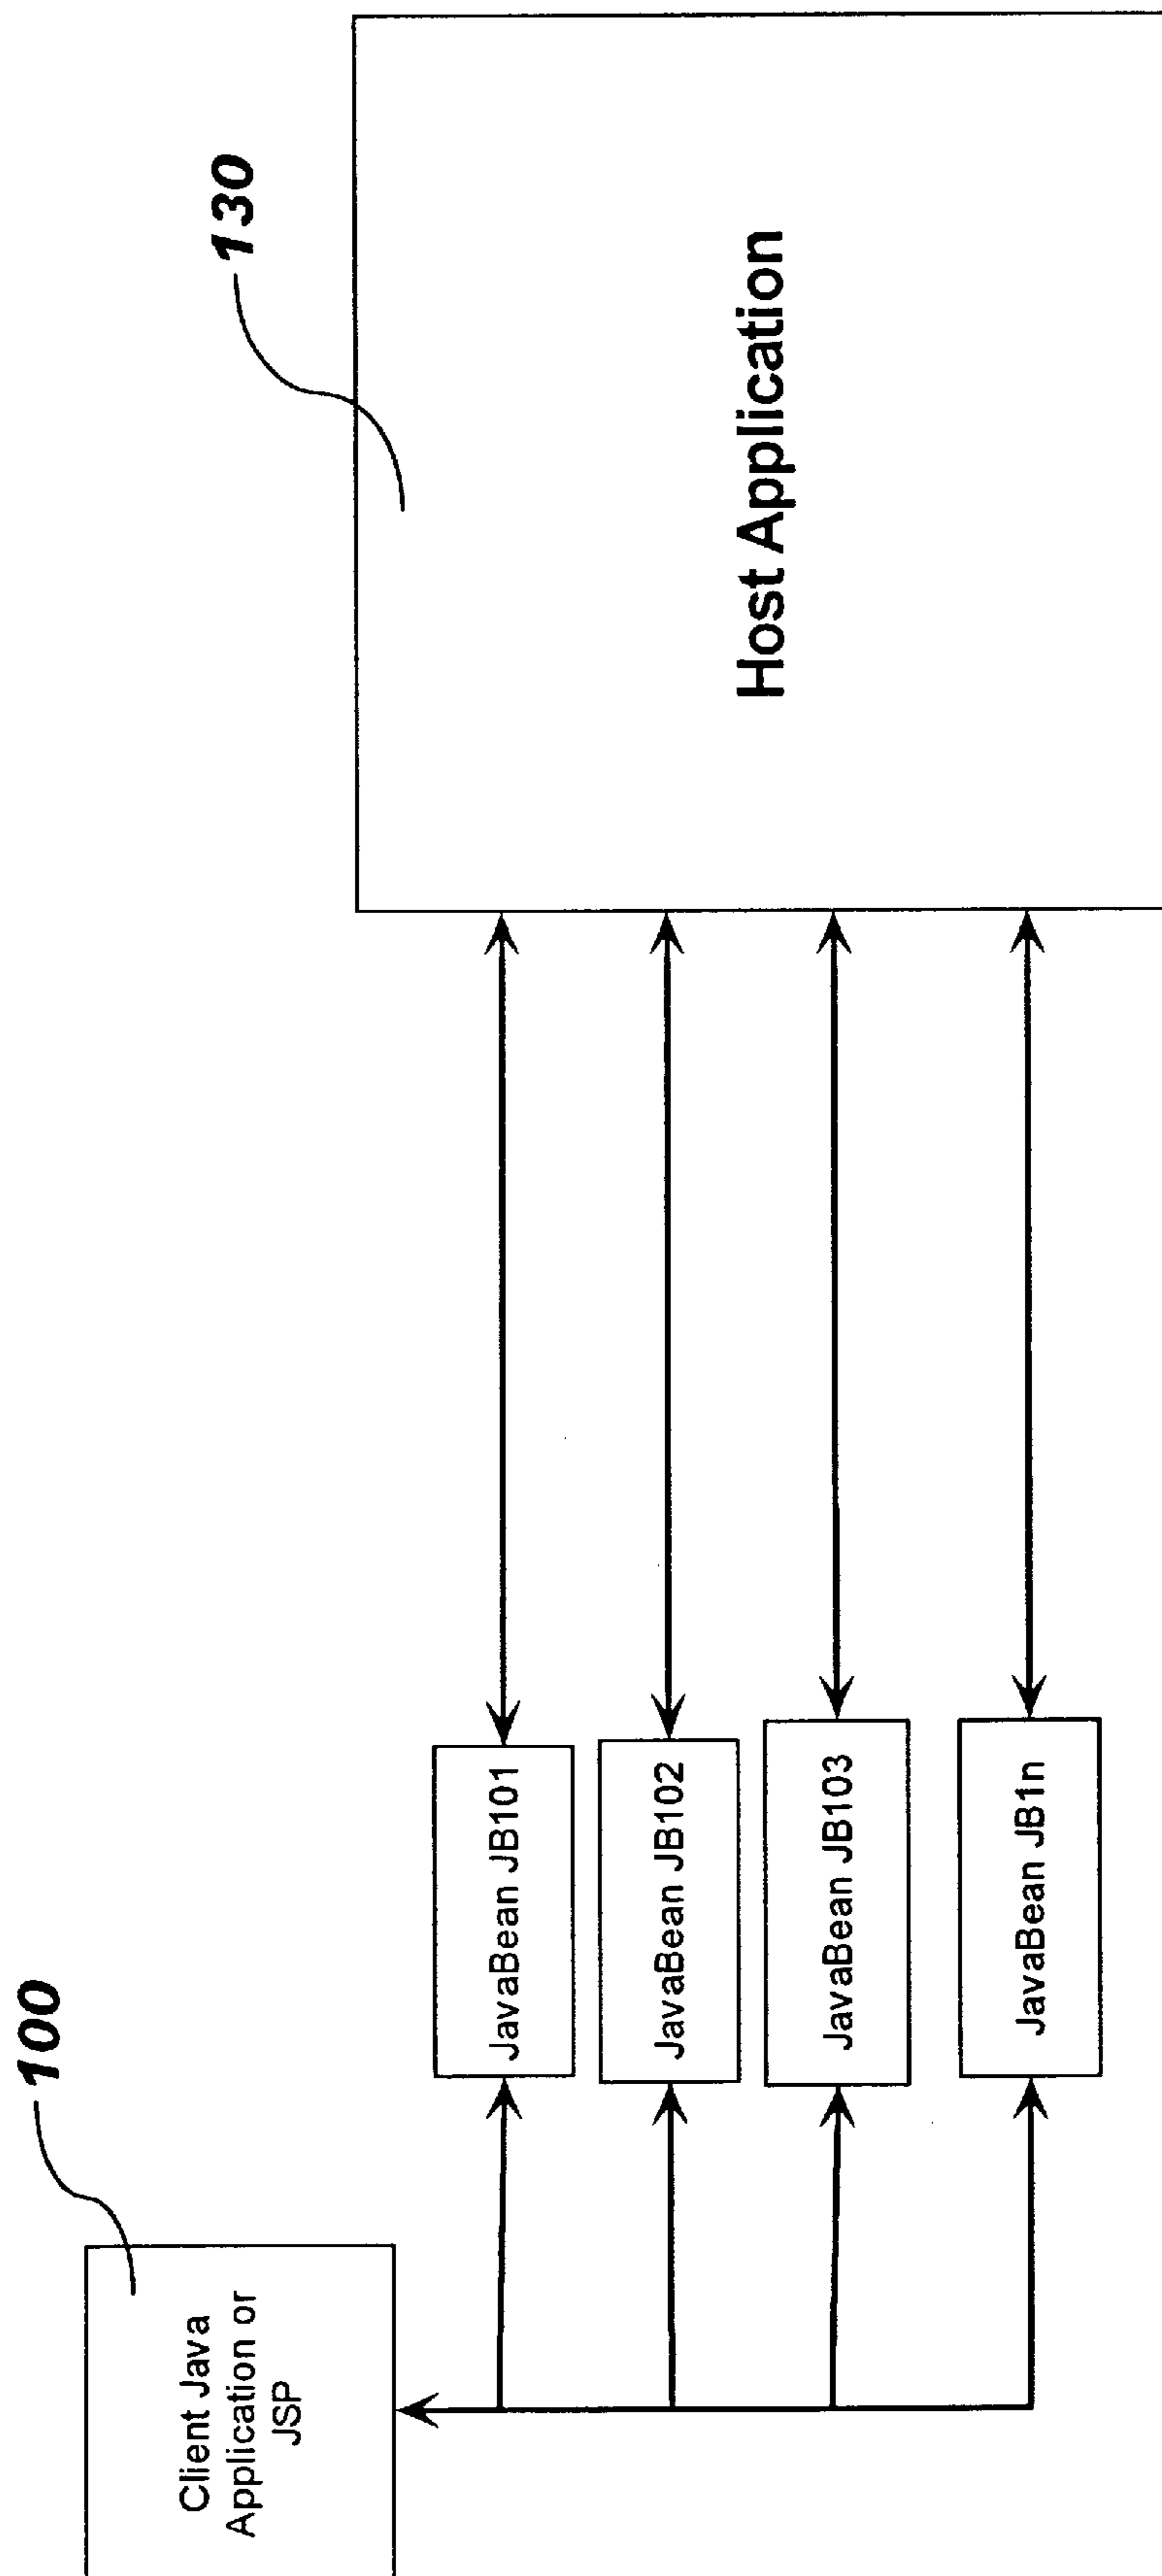 100
Client Java
Application or
JSP
JavaBean JB101
JavaBean JB102
JavaBean JB103
JavaBean JB1n
130
Host Application